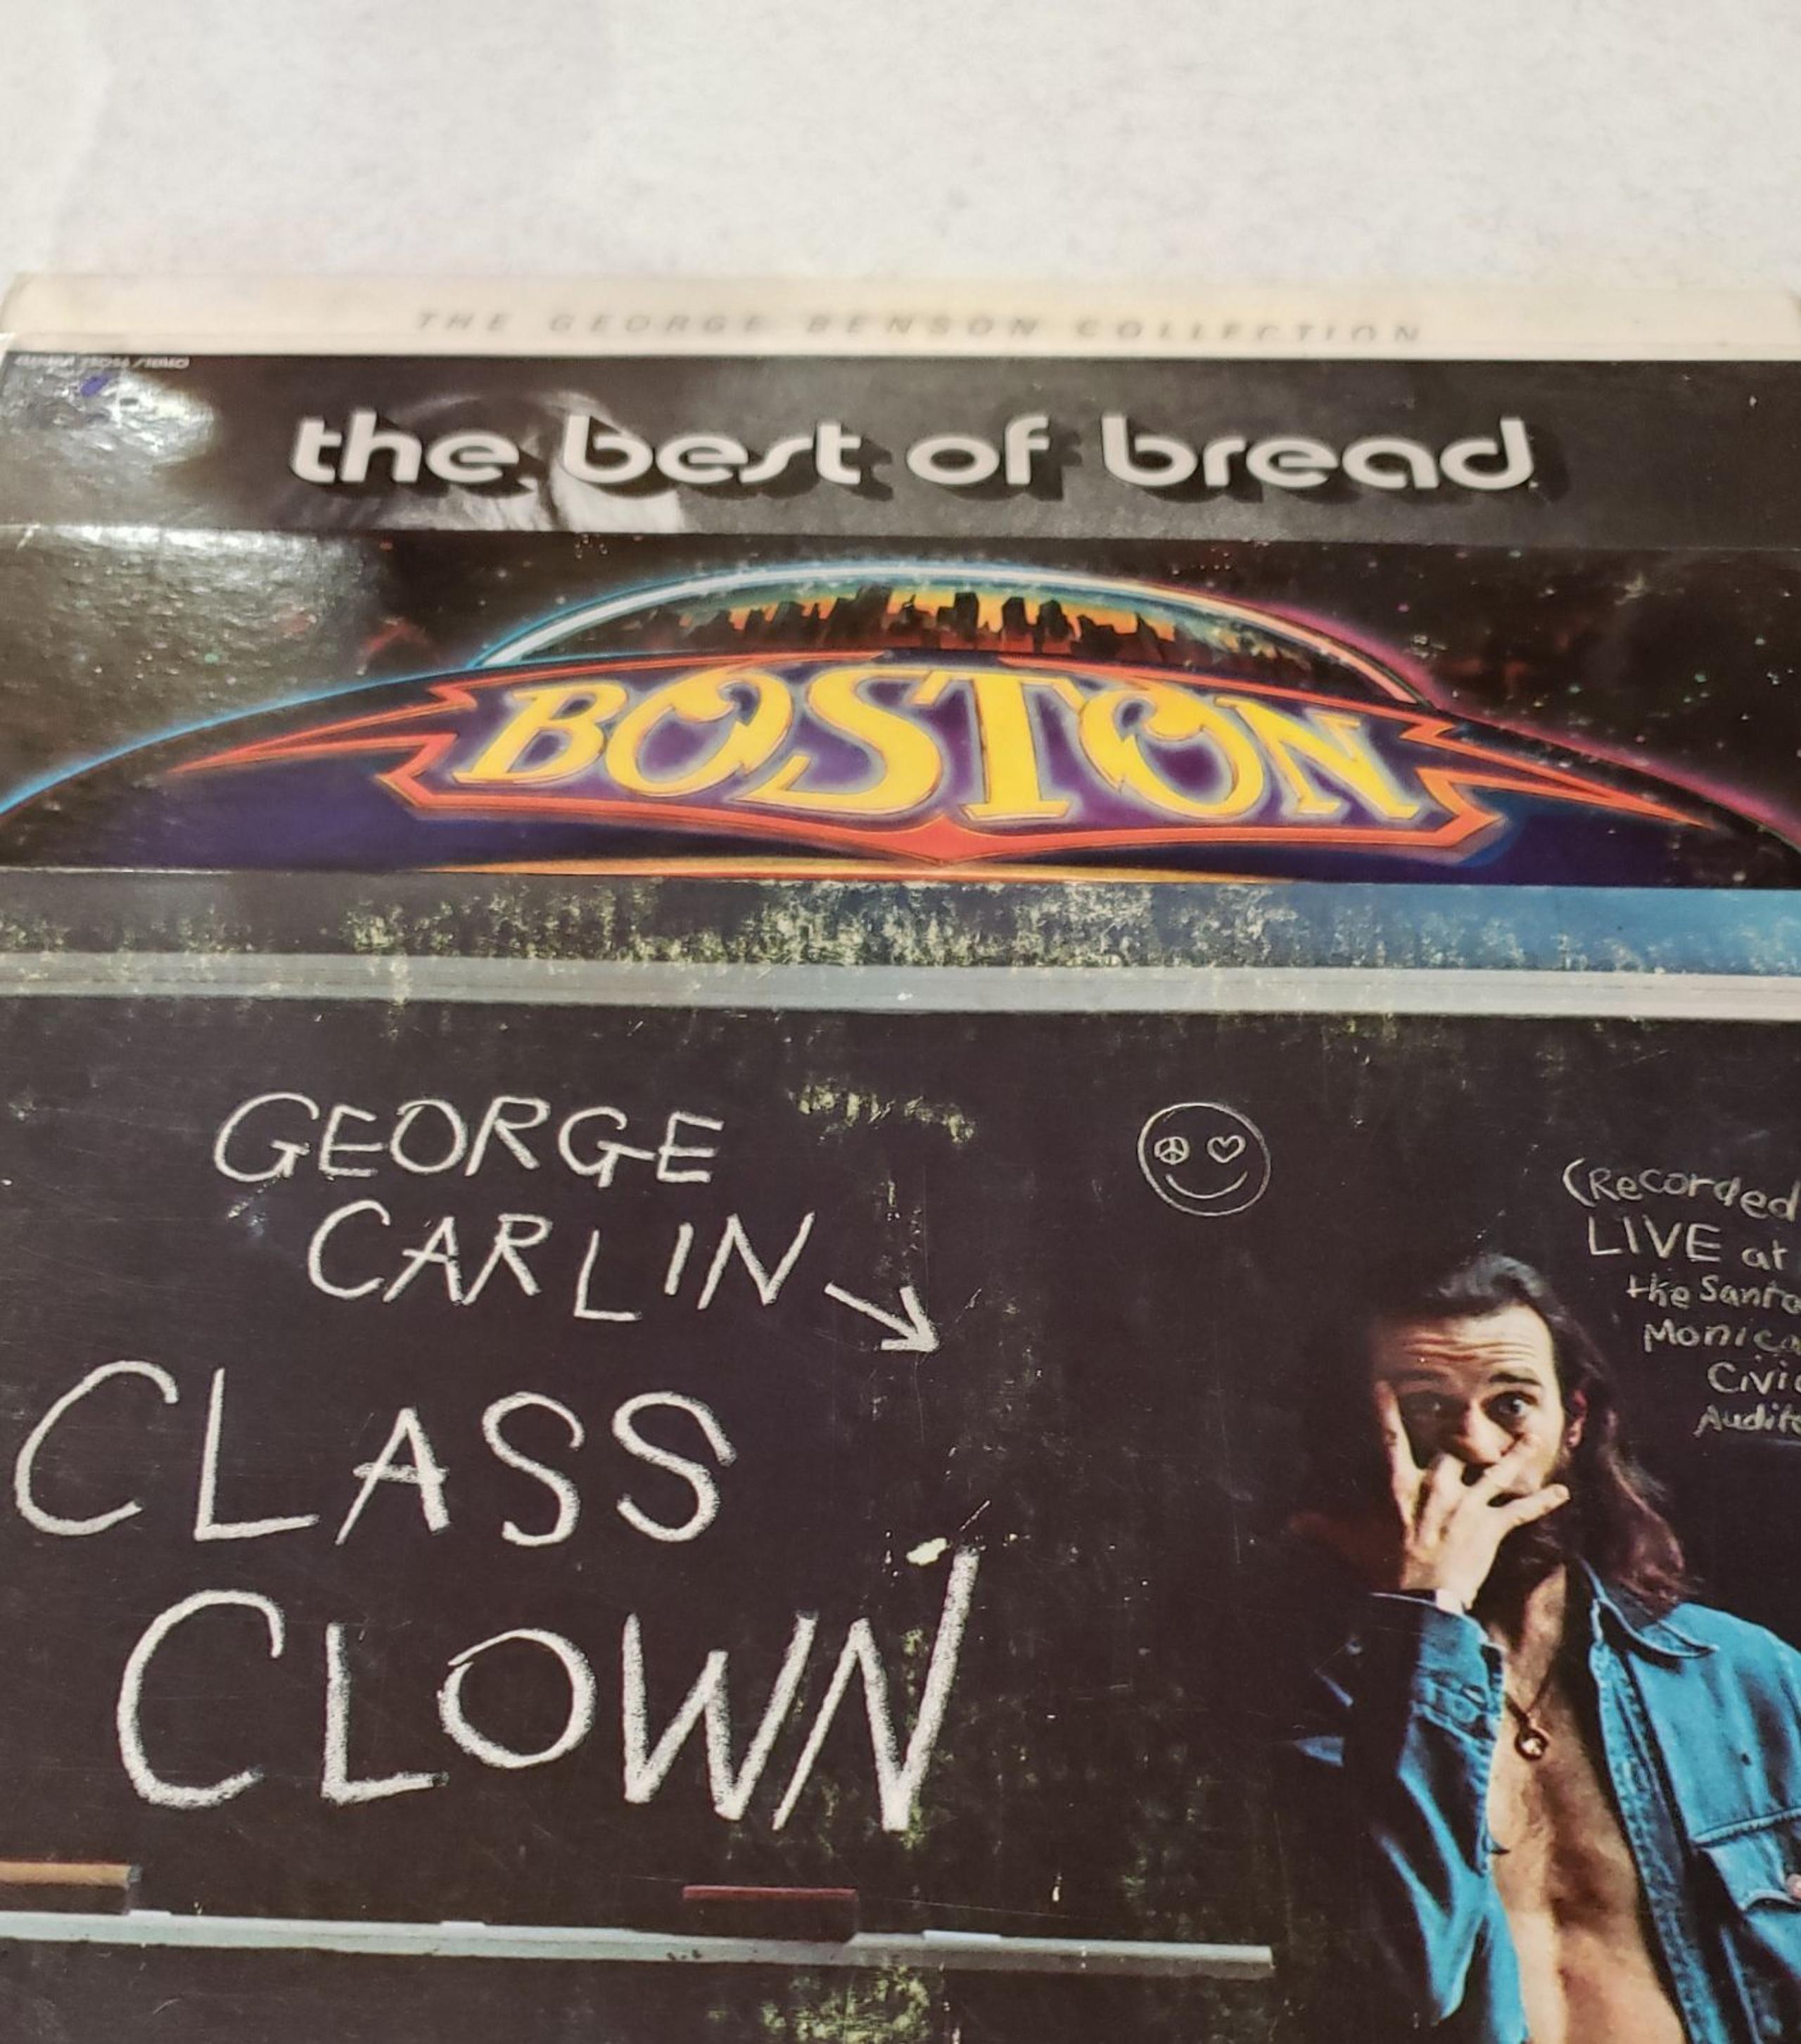 THE GEORGE BENSON COLLECTION
the best of bread
BOSTON
GEORGE
CARLIN
CLASS
CLOWN
(Recorded
LIVE at
the Santa
Monica
Civic